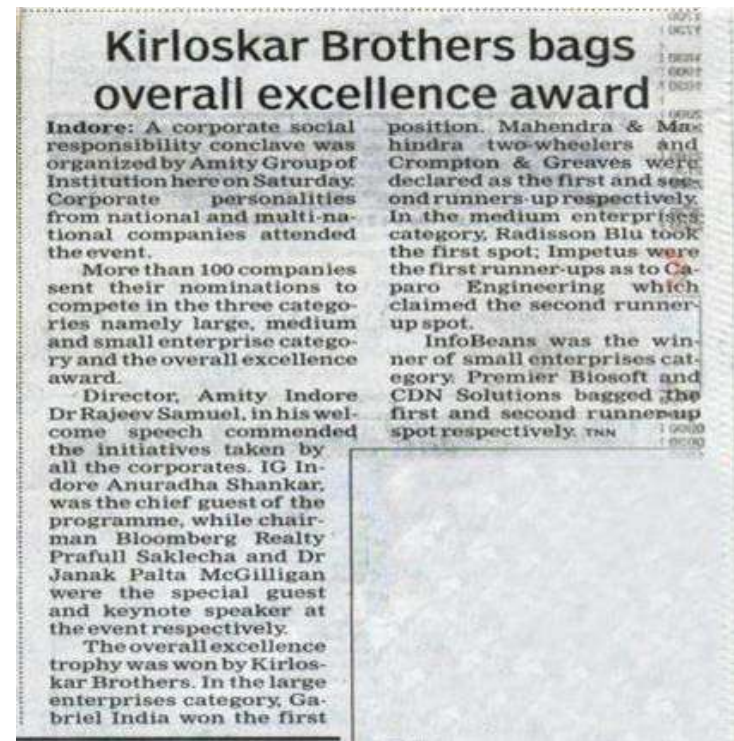 Kirloskar Brothers bags
overall excellence award
Indore: A corporate social
responsibility conclave was
organized by Amity Group of
Institution here on Saturday.
Corporate personalities
from national and multi-na-
tional companies attended
the event.
More than 100 companies
sent their nominations to
compete in the three catego-
ries namely large, medium
and small enterprise catego-
ry and the overall excellence
award.
Director, Amity Indore
Dr Rajeev Samuel, in his wel-
come speech commended
the initiatives taken by
all the corporates. IG In-
dore Anuradha Shankar,
was the chief guest of the
programme, while chair-
man Bloomberg Realty
Prafull Saklecha and Dr
Janak Palta McGilligan
were the special guest
and keynote speaker at
the event respectively.
The overall excellence
trophy was won by Kirlos-
kar Brothers. In the large
enterprises category, Ga-
briel India won the first
position. Mahendra & Ma-
hindra two-wheelers and
Crompton & Greaves were
declared as the first and sec-
ond runners-up respectively.
In the medium enterprises
category, Radisson Blu took
the first spot; Impetus were
the first runner-ups as to Ca-
paro Engineering which
claimed the second runner-
up spot.
InfoBeans was the win-
ner of small enterprises cat-
egory. Premier Biosoft and
CDN Solutions bagged the
first and second runner-up
spot respectively. TNN